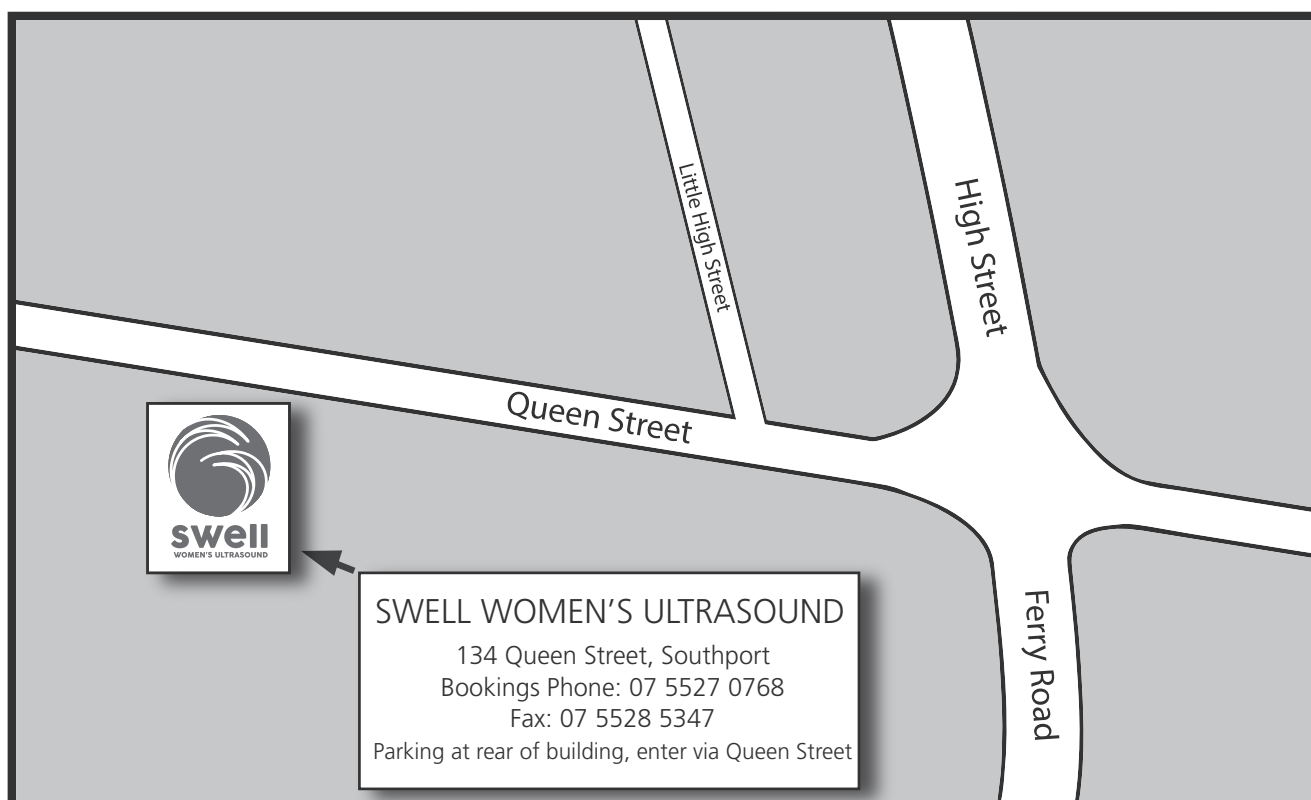 Little High Street
High Street
Queen Street
swell
WOMEN'S ULTRASOUND
SWELL WOMEN'S ULTRASOUND
134 Queen Street, Southport
Bookings Phone: 07 5527 0768
Fax: 07 5528 5347
Parking at rear of building, enter via Queen Street
Ferry Road